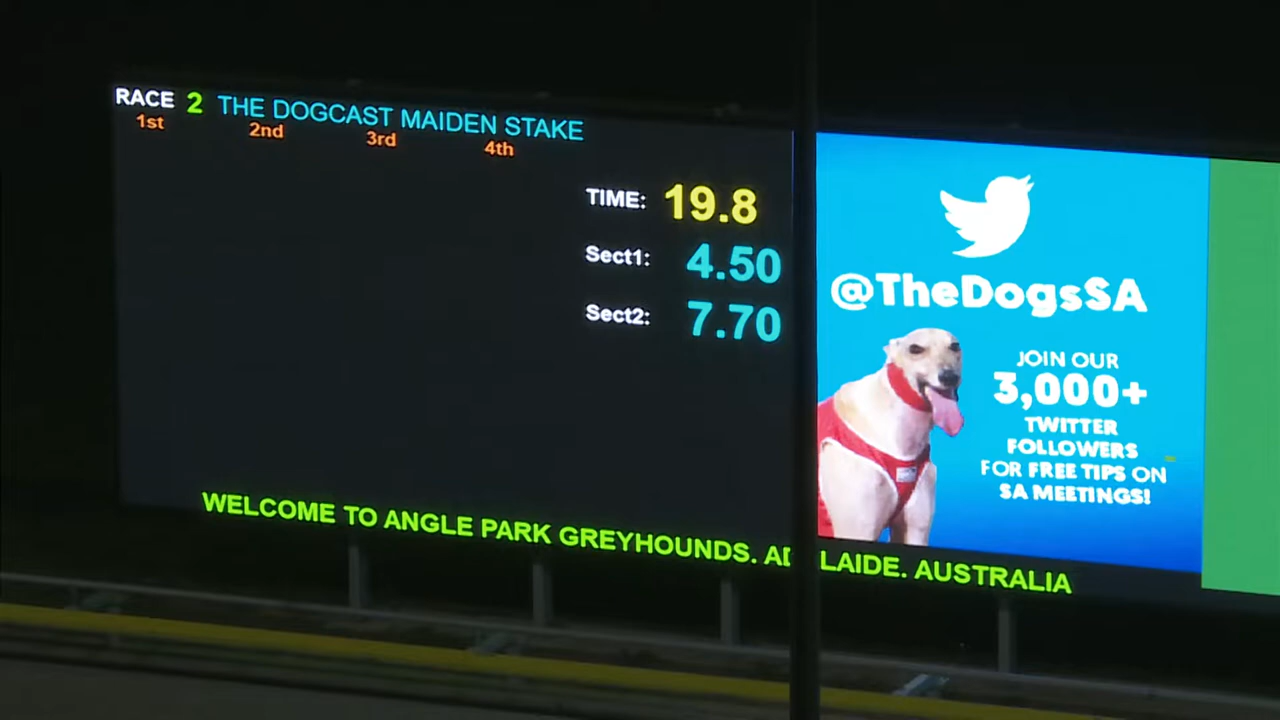 RACE 2 THE DOGCAST MAIDEN STAKE
1st 2nd 3rd 4th
TIME: 19.8
Sect1: 4.50
Sect2: 7.70
@TheDogsSA
JOIN OUR
3,000+
TWITTER
FOLLOWERS
FOR FREE TIPS ON
SA MEETINGS!
WELCOME TO ANGLE PARK GREYHOUNDS. ADELAIDE. AUSTRALIA